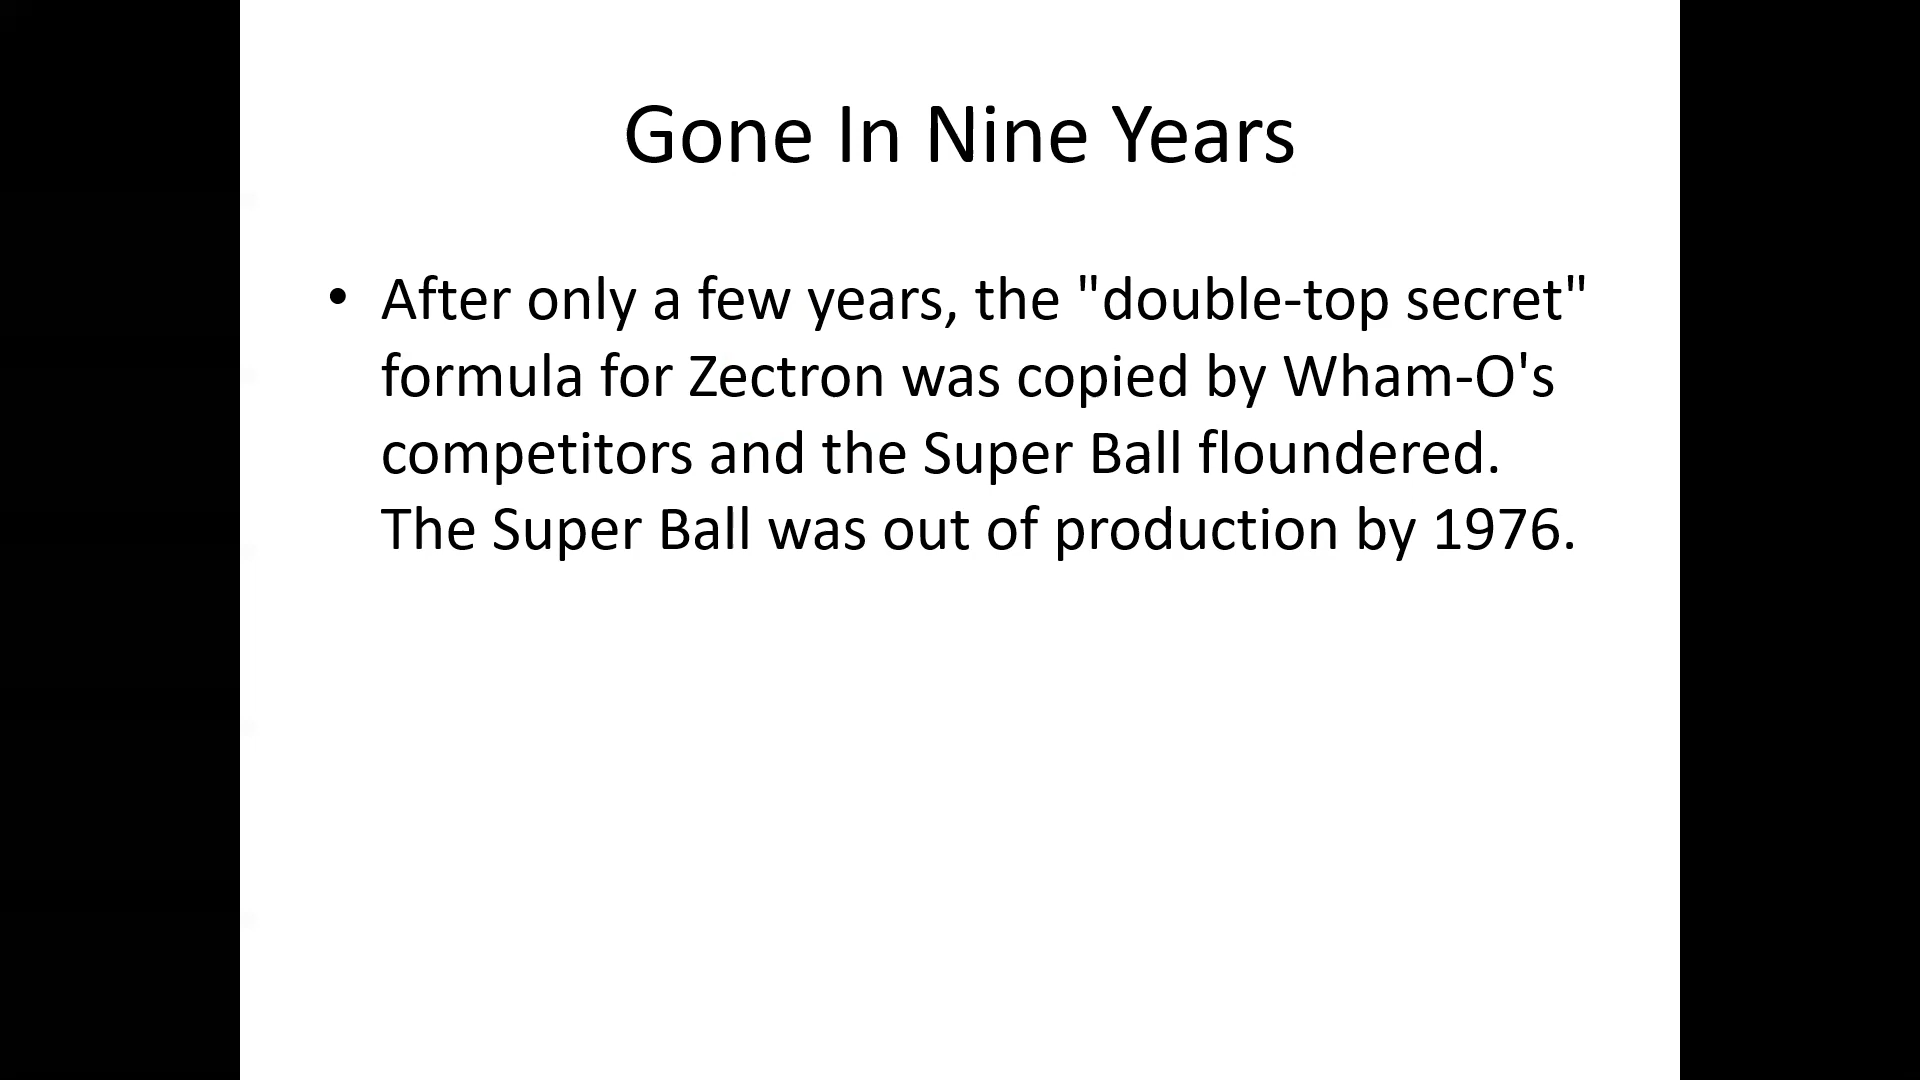 Gone In Nine Years
• After only a few years, the "double-top secret"
formula for Zectron was copied by Wham-O's
competitors and the Super Ball floundered.
The Super Ball was out of production by 1976.